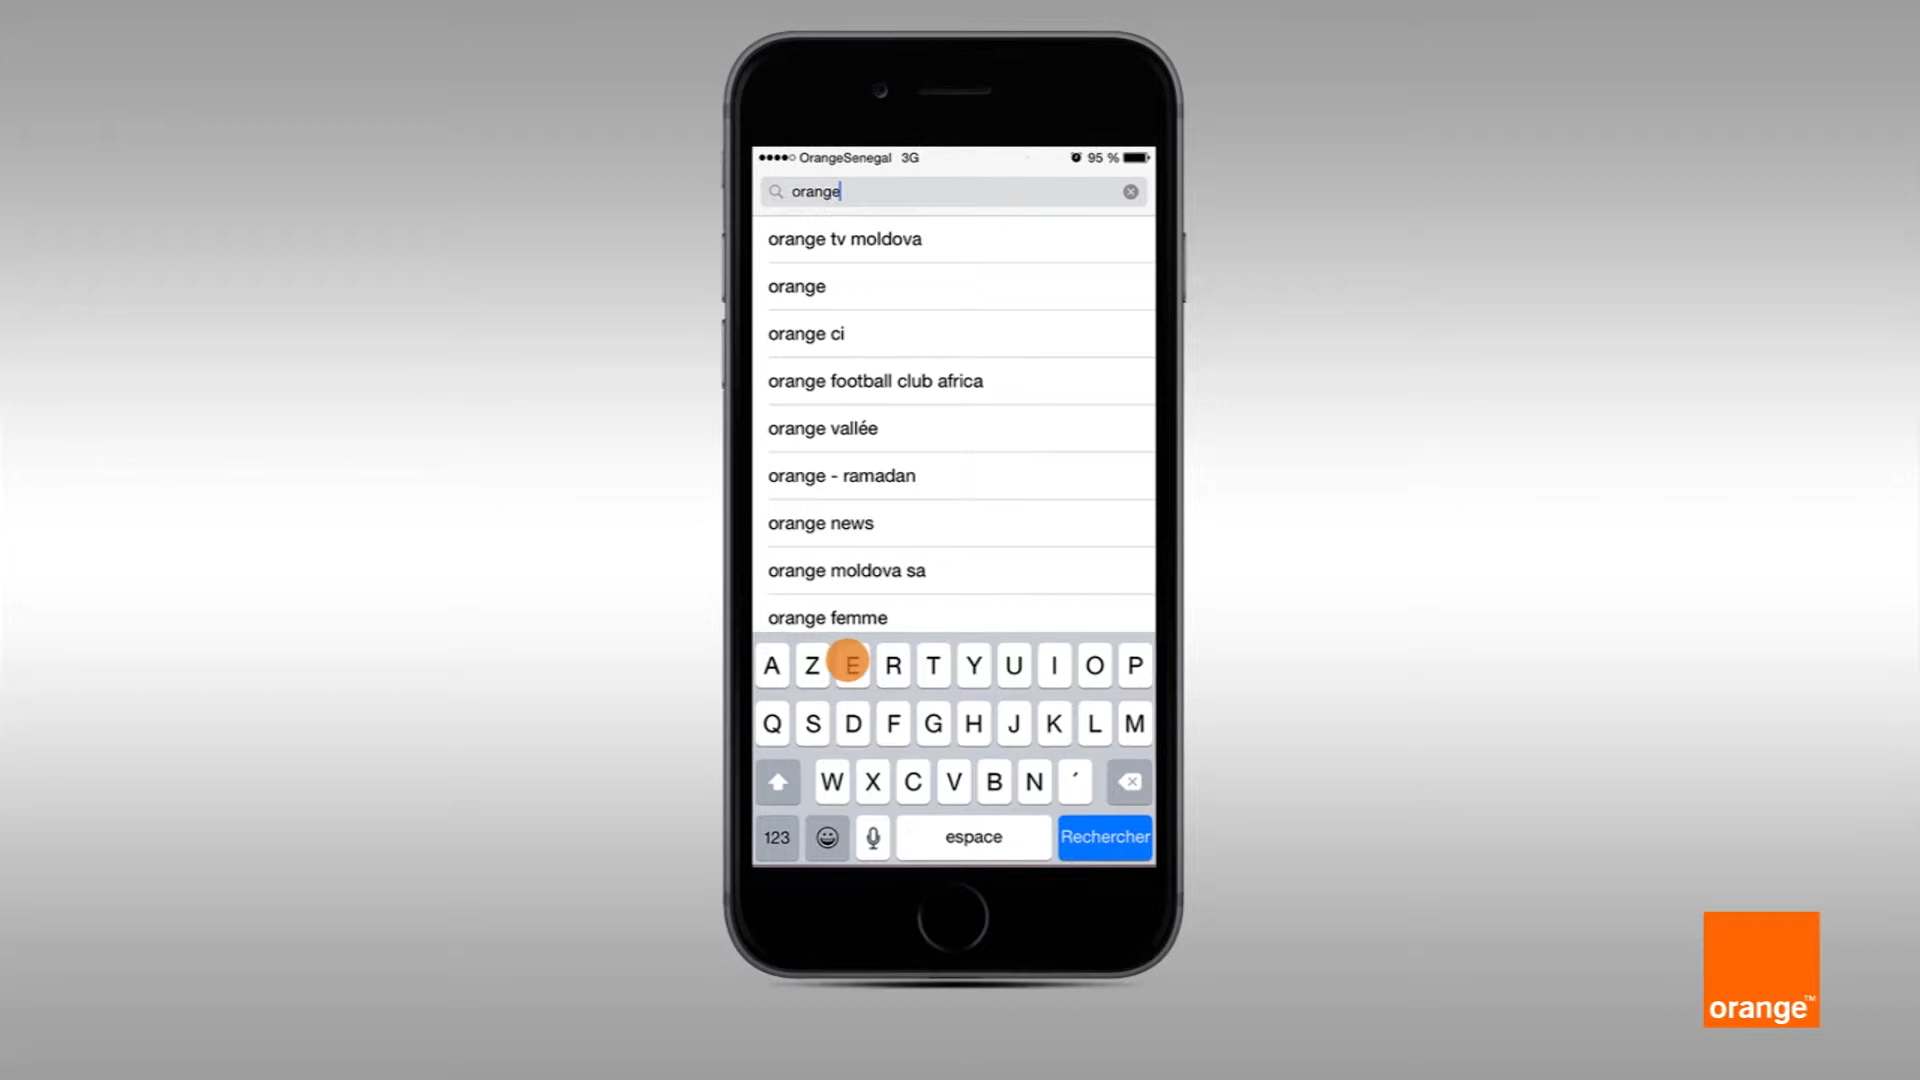 OrangeSenegal 3G 95 %
orange
orange tv moldova
orange
orange ci
orange football club africa
orange vallée
orange - ramadan
orange news
orange moldova sa
orange femme
A Z E R T Y U I O P
Q S D F G H J K L M
W X C V B N ´
123 espace Rechercher
orange™